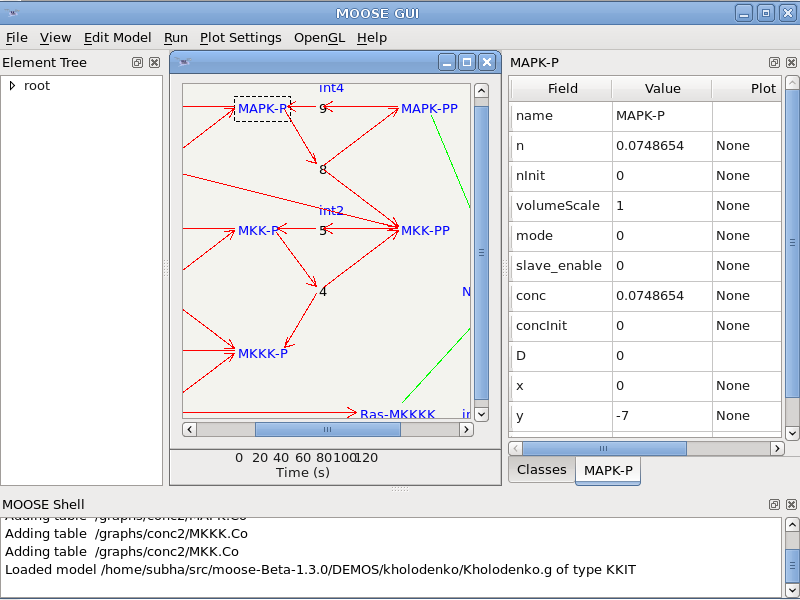 MOOSE GUI
File View Edit Model Run Plot Settings OpenGL Help
Element Tree
root
int4
MAPK-P 9 MAPK-PP
8
int2
MKK-P 5 MKK-PP
4
N
MKKK-P
Ras-MKKKK
0 20 40 60 80100120
Time (s)
MAPK-P
Field Value Plot
name MAPK-P
n 0.0748654 None
nInit 0 None
volumeScale 1 None
mode 0 None
slave_enable 0 None
conc 0.0748654 None
concInit 0 None
D 0
x 0 None
y -7 None
Classes MAPK-P
MOOSE Shell
Adding table /graphs/conc2/MAPK.Co
Adding table /graphs/conc2/MKKK.Co
Adding table /graphs/conc2/MKK.Co
Loaded model /home/subha/src/moose-Beta-1.3.0/DEMOS/kholodenko/Kholodenko.g of type KKIT